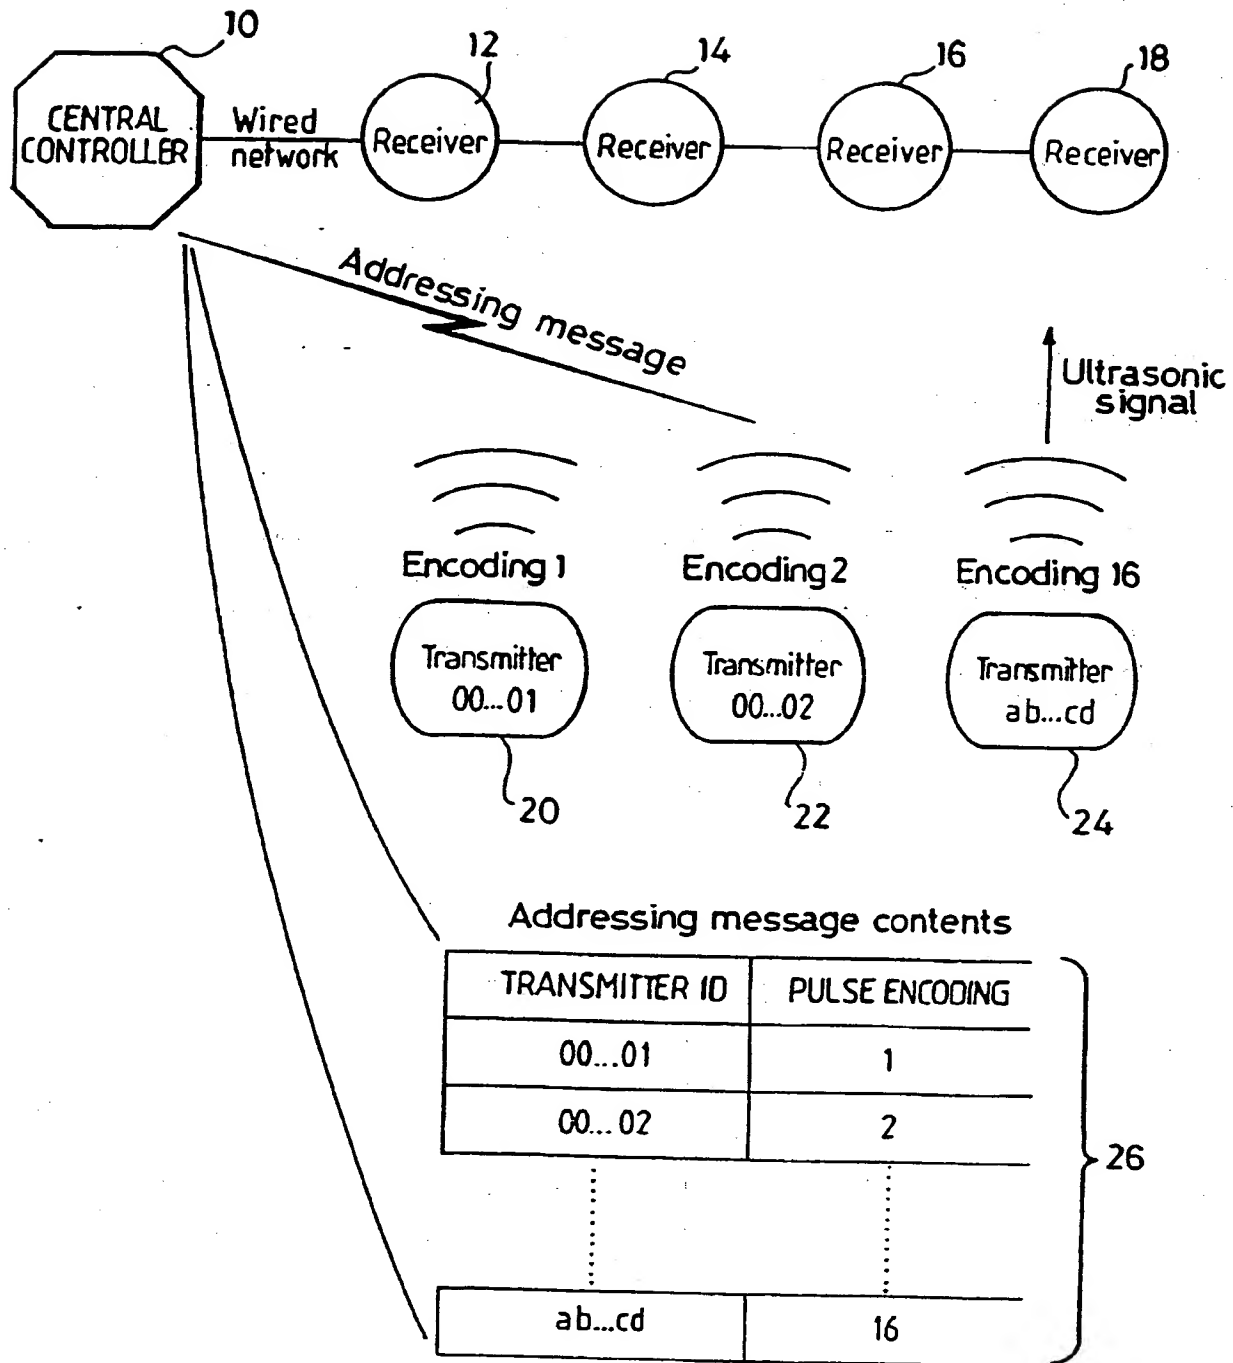 10
12
14
16
18
CENTRAL
CONTROLLER
Wired
network
Receiver
Receiver
Receiver
Receiver
Addressing message
Ultrasonic
signal
Encoding 1
Encoding 2
Encoding 16
Transmitter
00...01
Transmitter
00...02
Transmitter
ab...cd
20
22
24
Addressing message contents
TRANSMITTER ID PULSE ENCODING
00...01 1
00...02 2
ab...cd 16
26